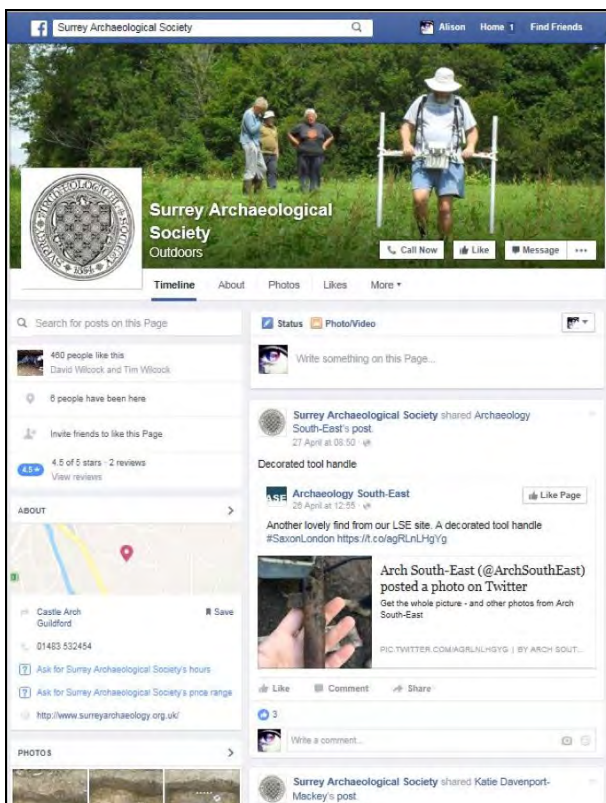 Surrey Archaeological Society
Alison Home 1 Find Friends
Surrey Archaeological
Society
Outdoors
Call Now Like Message
Timeline About Photos Likes More
Search for posts on this Page
460 people like this
David Wilcock and Tim Wilcock
6 people have been here
Invite friends to like this Page
4.5 4.5 of 5 stars · 2 reviews
View reviews
ABOUT
Castle Arch
Guildford
Save
01483 532454
Ask for Surrey Archaeological Society's hours
Ask for Surrey Archaeological Society's price range
http://www.surreyarchaeology.org.uk/
PHOTOS
Status Photo/Video
Write something on this Page...
Surrey Archaeological Society shared Archaeology
South-East's post.
27 April at 08:50
Decorated tool handle
ASE
Archaeology South-East
26 April at 12:55
Like Page
Another lovely find from our LSE site. A decorated tool handle
#SaxonLondon https://t.co/agRLnLHgYg
Arch South-East (@ArchSouthEast)
posted a photo on Twitter
Get the whole picture - and other photos from Arch
South-East
PIC.TWITTER.COM/AGRLNLHGYG | BY ARCH SOUT...
Like Comment Share
3
Write a comment...
Surrey Archaeological Society shared Katie Davenport-
Mackey's post